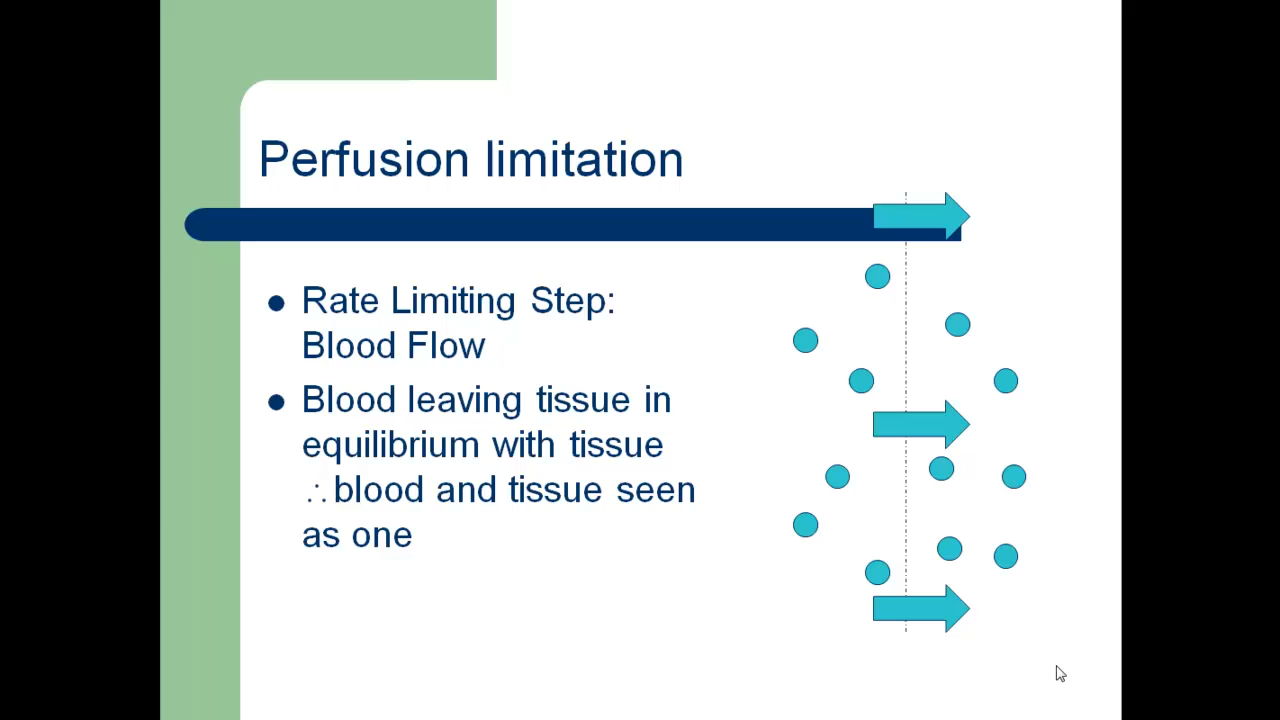 Perfusion limitation
Rate Limiting Step:
Blood Flow
Blood leaving tissue in
equilibrium with tissue
∴blood and tissue seen
as one